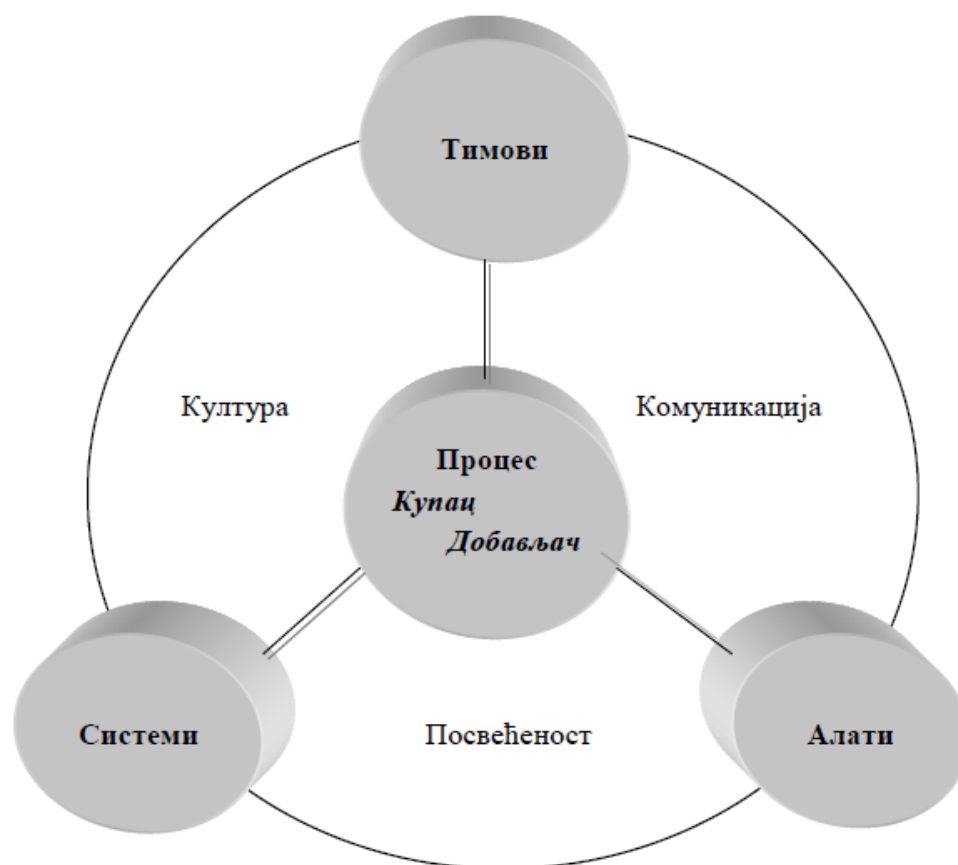 Тимови
Култура
Комуникација
Процес
Купац
Добављач
Системи
Посвећеност
Алати